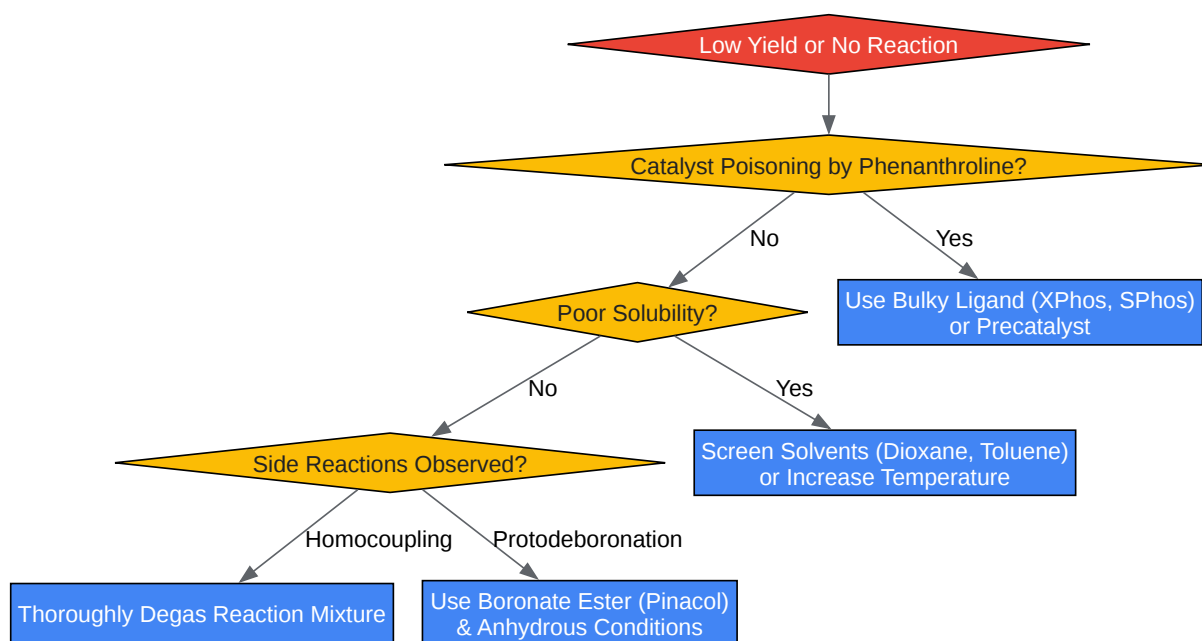 Low Yield or No Reaction
Catalyst Poisoning by Phenanthroline?
No
Yes
Use Bulky Ligand (XPhos, SPhos)
or Precatalyst
Poor Solubility?
No
Yes
Screen Solvents (Dioxane, Toluene)
or Increase Temperature
Side Reactions Observed?
Homocoupling
Protodeboronation
Thoroughly Degas Reaction Mixture
Use Boronate Ester (Pinacol)
& Anhydrous Conditions